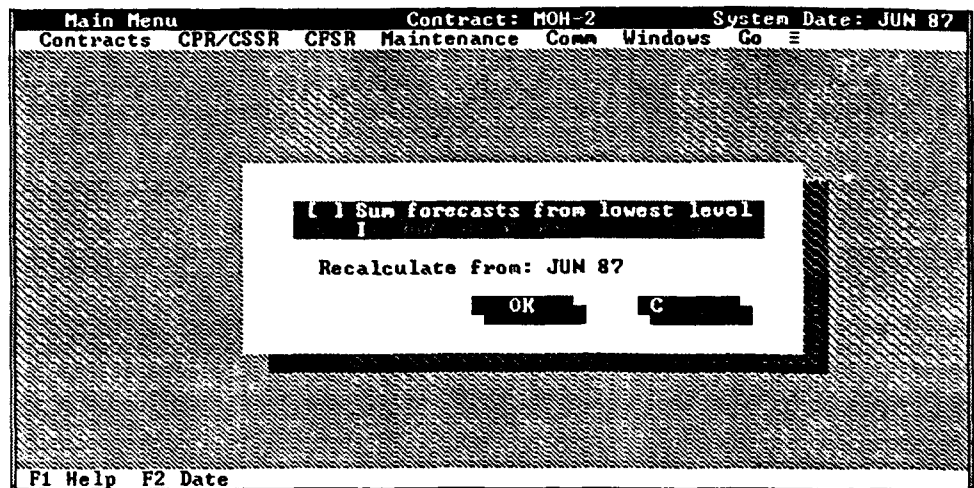 Main Menu Contract: MOH-2 System Date: JUN 87
Contracts CPR/CSSR CFSR Maintenance Comm Windows Go ≡
[ ] Sum forecasts from lowest level
I
Recalculate from: JUN 87
OK C
F1 Help F2 Date